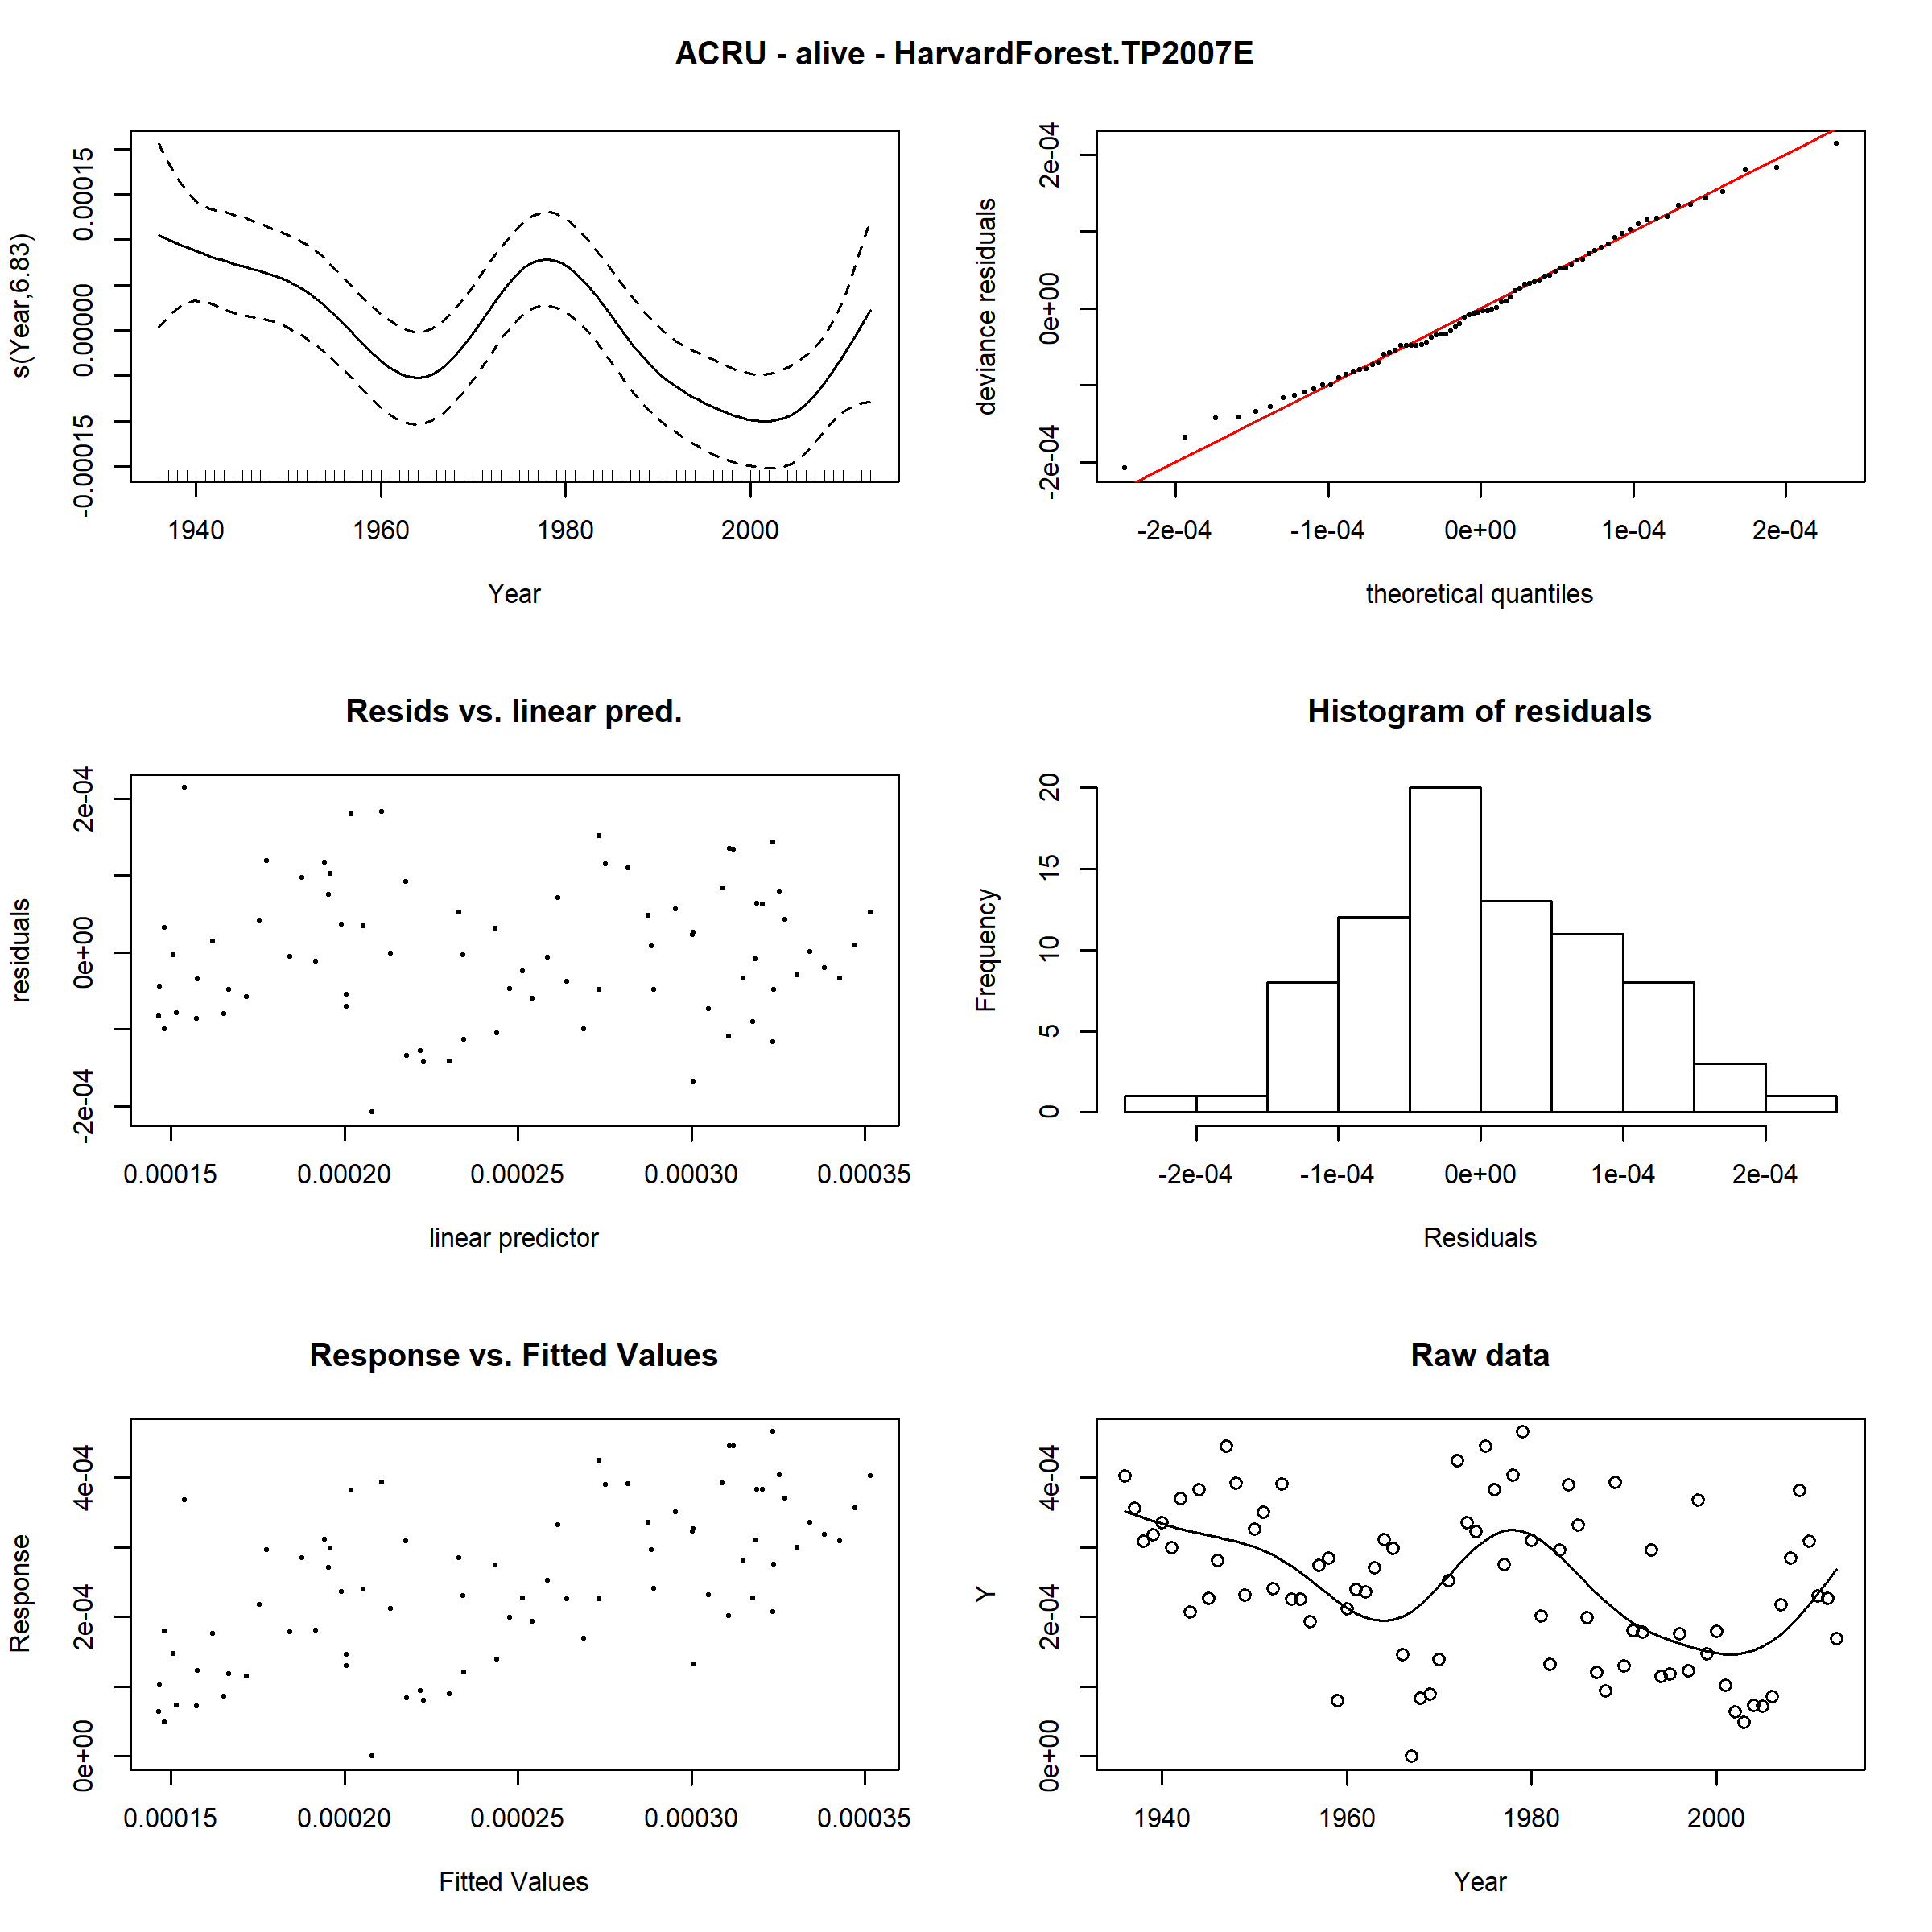 ACRU - alive - HarvardForest.TP2007E
s(Year,6.83)
0.00015
0.00000
-0.00015
1940 1960 1980 2000
Year
deviance residuals
2e-04
0e+00
-2e-04
-2e-04 -1e-04 0e+00 1e-04 2e-04
theoretical quantiles
Resids vs. linear pred.
residuals
2e-04
0e+00
-2e-04
0.00015 0.00020 0.00025 0.00030 0.00035
linear predictor
Histogram of residuals
Frequency
20
15
10
5
0
-2e-04 -1e-04 0e+00 1e-04 2e-04
Residuals
Response vs. Fitted Values
Response
4e-04
2e-04
0e+00
0.00015 0.00020 0.00025 0.00030 0.00035
Fitted Values
Raw data
Y
4e-04
2e-04
0e+00
1940 1960 1980 2000
Year